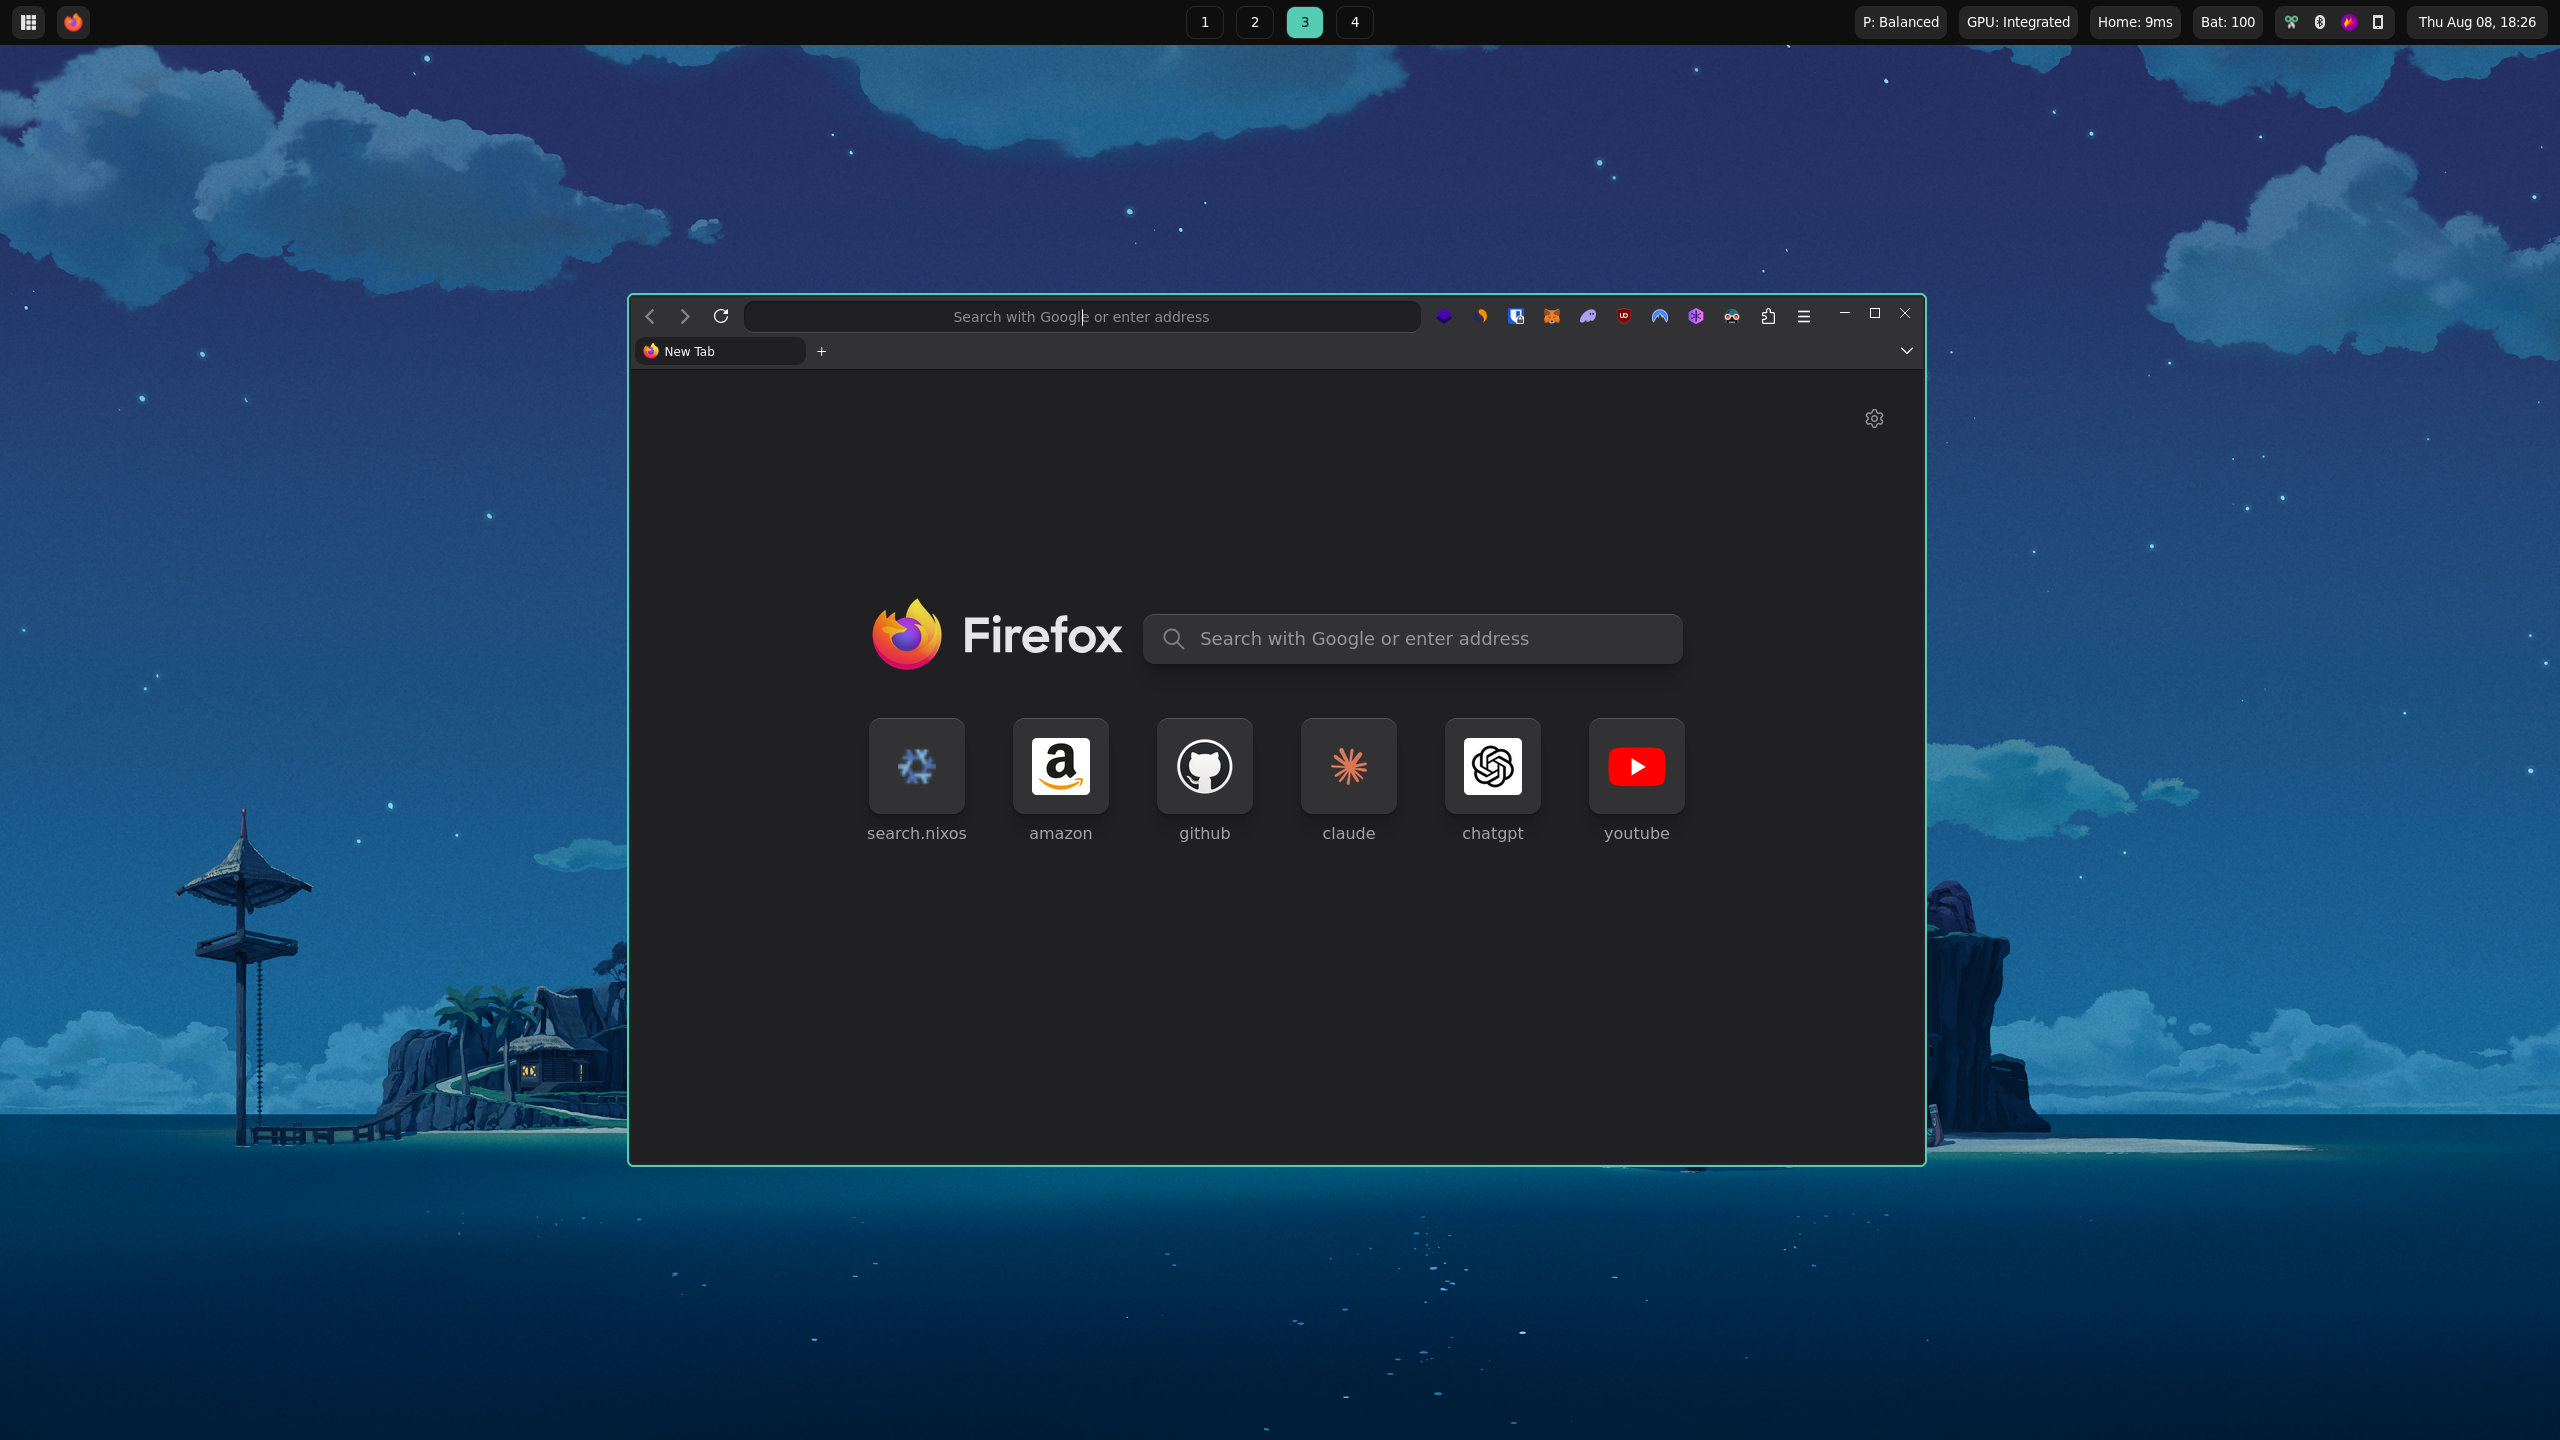 1 2 3 4 P: Balanced GPU: Integrated Home: 9ms Bat: 100 Thu Aug 08, 18:26
Search with Google or enter address
New Tab
Firefox Search with Google or enter address
search.nixos amazon github claude chatgpt youtube